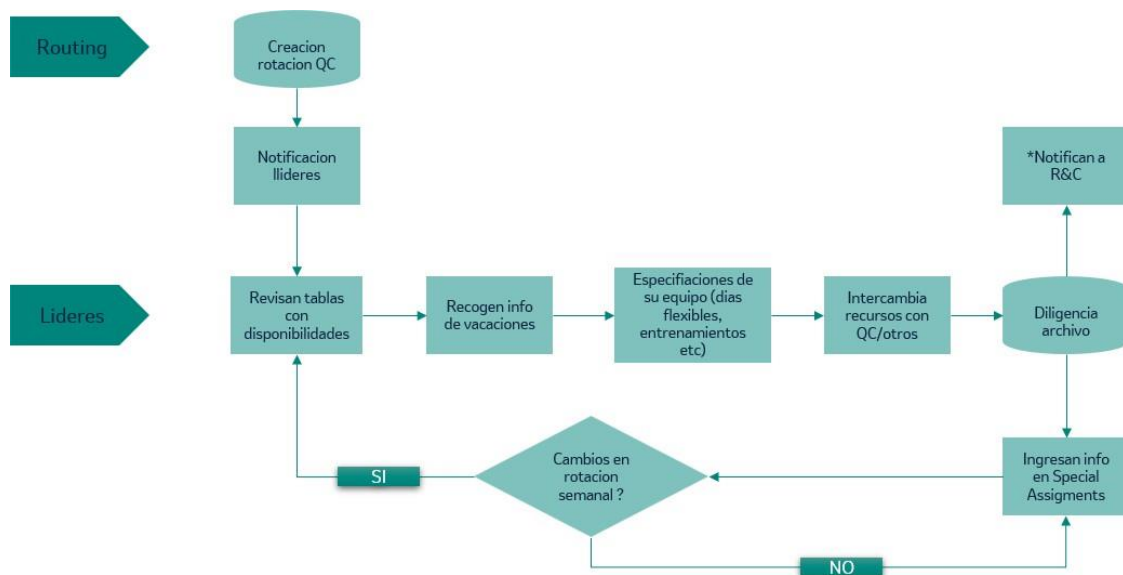 Routing
Creacion
rotacion QC
Notificacion
llideres
*Notifican a
R&C
Lideres
Revisan tablas
con
disponibilidades
Recogen info
de vacaciones
Especifiaciones de
su equipo (dias
flexibles,
entrenamientos
etc)
Intercambia
recursos con
QC/otros
Diligencia
archivo
Cambios en
rotacion
semanal ?
SI
Ingresan info
en Special
Assigments
NO